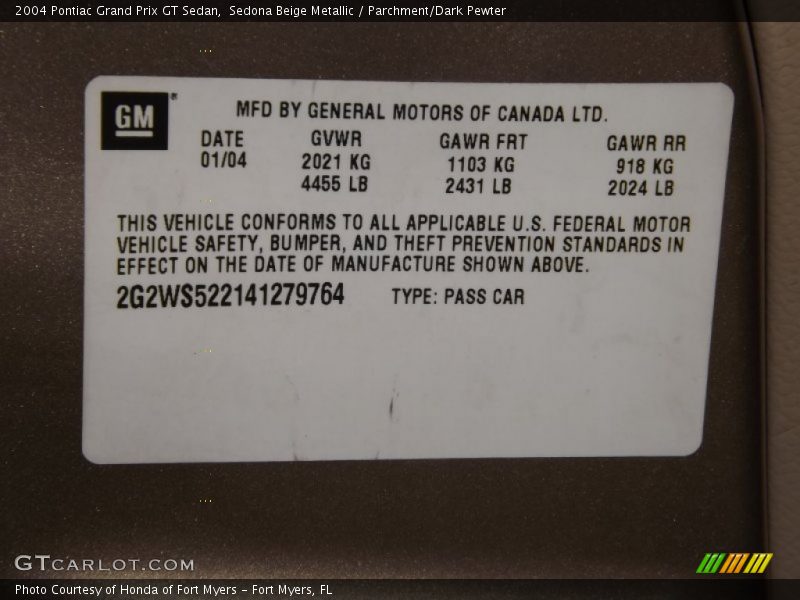 2004 Pontiac Grand Prix GT Sedan, Sedona Beige Metallic / Parchment/Dark Pewter
GM®
MFD BY GENERAL MOTORS OF CANADA LTD.
DATE GVWR GAWR FRT GAWR RR
01/04 2021 KG 1103 KG 918 KG
4455 LB 2431 LB 2024 LB
THIS VEHICLE CONFORMS TO ALL APPLICABLE U.S. FEDERAL MOTOR
VEHICLE SAFETY, BUMPER, AND THEFT PREVENTION STANDARDS IN
EFFECT ON THE DATE OF MANUFACTURE SHOWN ABOVE.
2G2WS522141279764 TYPE: PASS CAR
GTCARLOT.COM
Photo Courtesy of Honda of Fort Myers - Fort Myers, FL